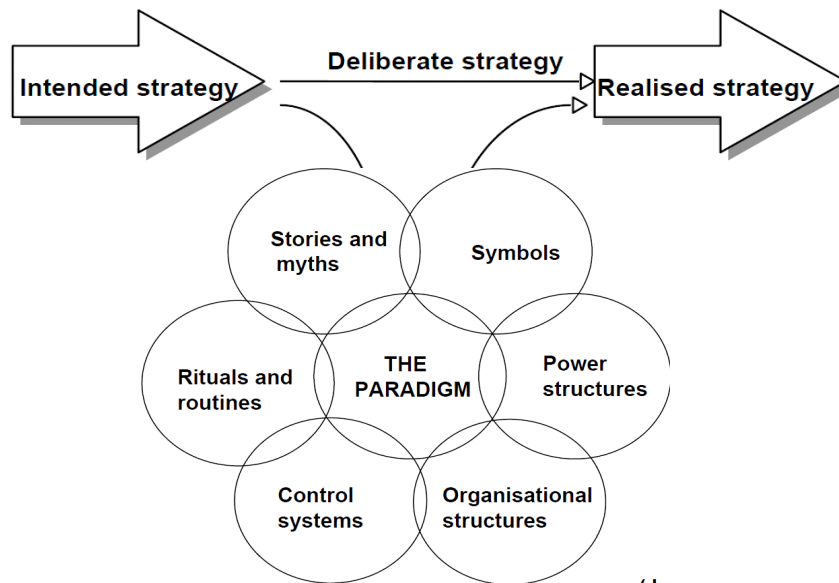 Deliberate strategy
Intended strategy
Realised strategy
Stories and
myths
Symbols
Rituals and
routines
THE
PARADIGM
Power
structures
Control
systems
Organisational
structures